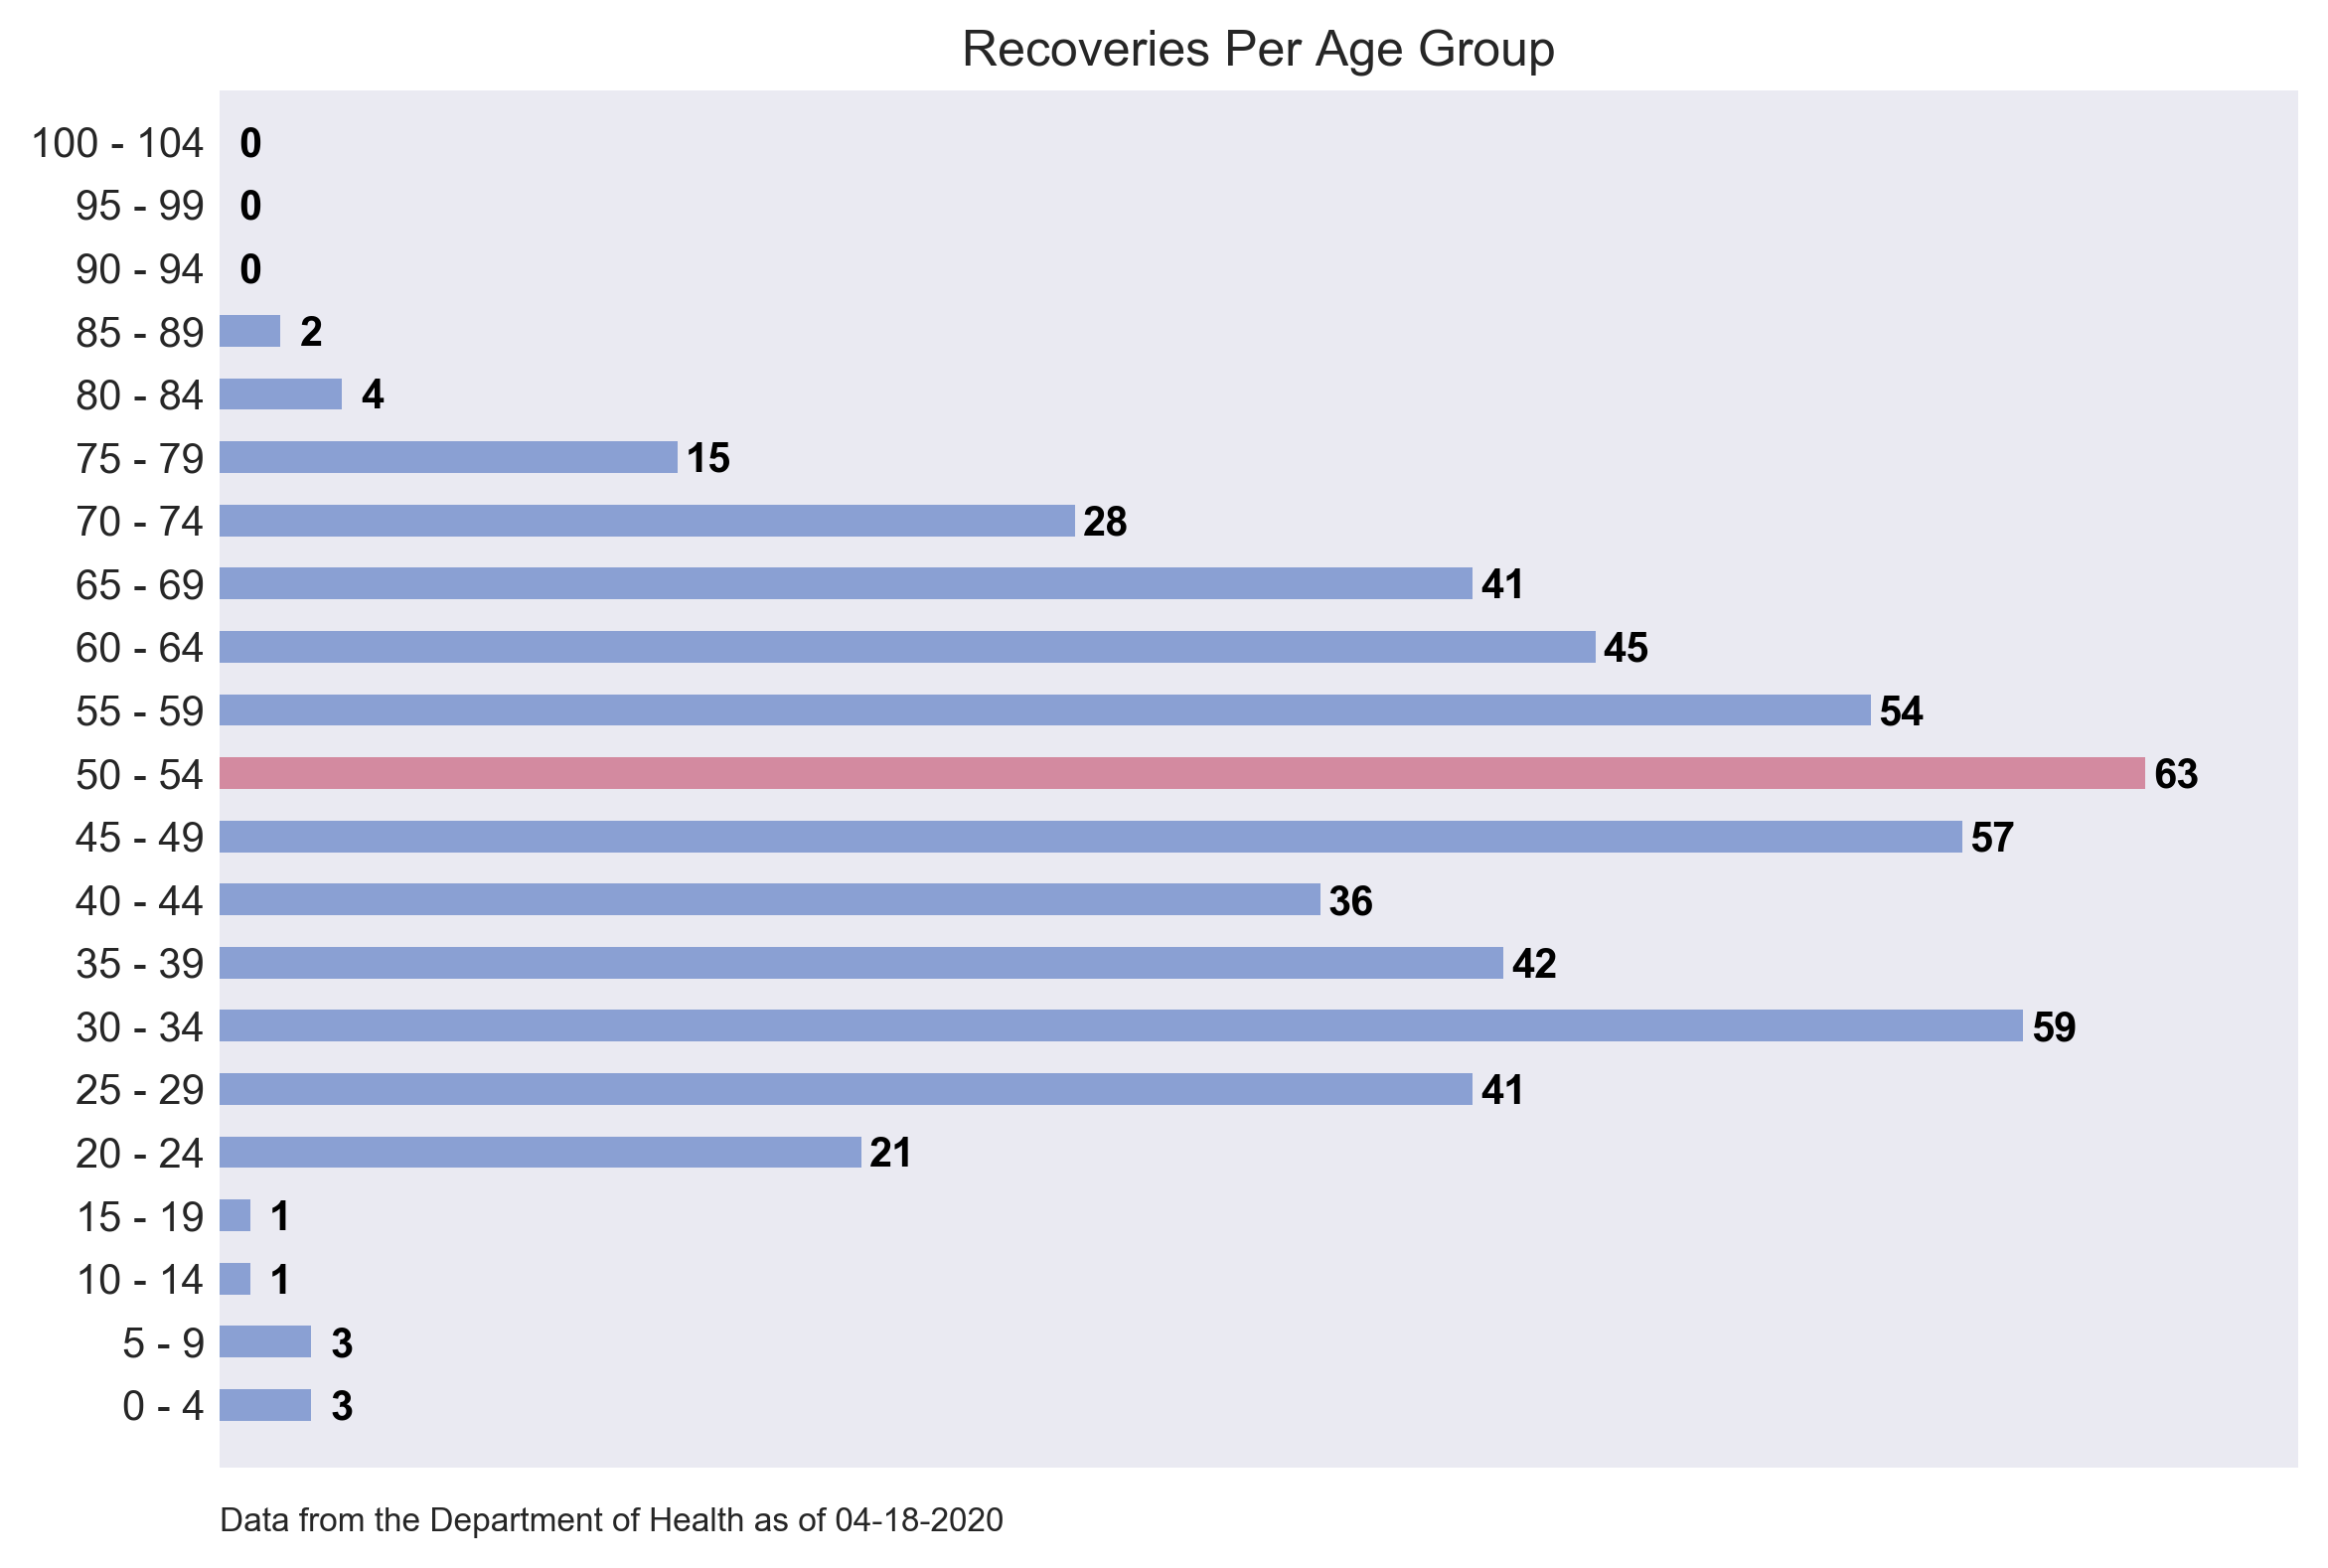 Recoveries Per Age Group
100 - 104 0
95 - 99 0
90 - 94 0
85 - 89 2
80 - 84 4
75 - 79 15
70 - 74 28
65 - 69 41
60 - 64 45
55 - 59 54
50 - 54 63
45 - 49 57
40 - 44 36
35 - 39 42
30 - 34 59
25 - 29 41
20 - 24 21
15 - 19 1
10 - 14 1
5 - 9 3
0 - 4 3
Data from the Department of Health as of 04-18-2020